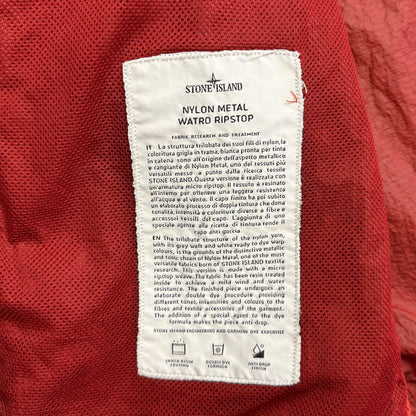 STONE ISLAND
NYLON METAL
WATRO RIPSTOP
FABRIC RESEARCH AND TREATMENT
IT La struttura trilobata dei suoi fili di nylon, la
coloritura grigia in trama, bianca pronta per tinte
in catena sono all'origine dell'aspetto metallico
e cangiante di Nylon Metal, uno dei tessuti più
versatili messo a punto dalla ricerca tessile
STONE ISLAND. Questa versione è realizzata con
un'armatura micro ripstop. Il tessuto è resinato
all'interno per ottenere una leggera resistenza
all'acqua e al vento. Il capo finito ha poi subito
un elaborato processo di doppia tintura che dona
tonalità, intensità e coloriture diverse a fibre e
accessori tessili del capo. L'aggiunta di uno
speciale agente alla ricetta di tintura rende il
capo anti goccia.
EN The trilobate structure of the nylon yarn,
with its grey weft and white ready to dye warp
colours, is the grounds of the distinctive metallic
and tonic chain of Nylon Metal, one of the most
versatile fabrics born of STONE ISLAND textile
research. This version is made with a micro
ripstop weave. The fabric has been resin treated
inside to achieve a mild wind and water
resistance. The finished piece undergoes an
elaborate double dye procedure providing
different tones, intensities and colours to the
fibres and textile accessories of the garment.
The addition of a special agent to the dye
formula makes the piece anti-drop.
STONE ISLAND ENGINEERING AND GARMENT DYE EXPERTISE
INNER RESIN
COATING
DOUBLE DYE
FORMULA
ANTI DROP
FINISH